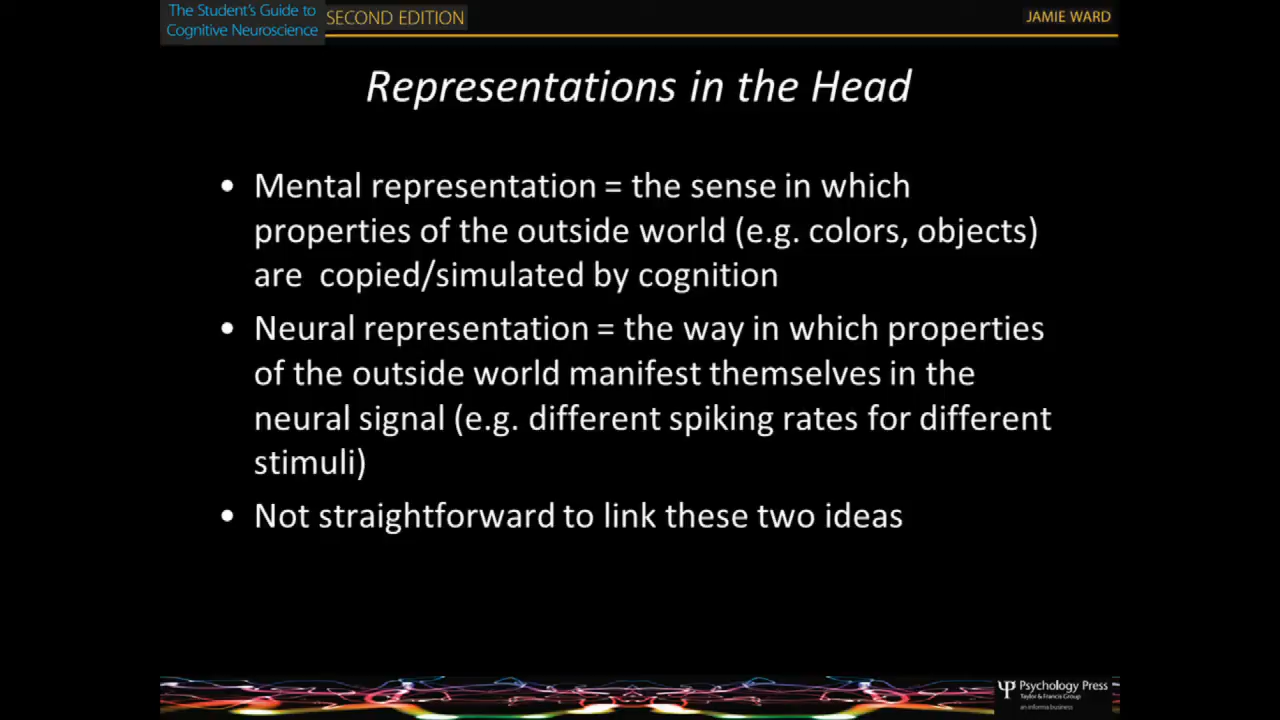 The Student's Guide to
Cognitive Neuroscience
SECOND EDITION
JAMIE WARD
Representations in the Head
• Mental representation = the sense in which
properties of the outside world (e.g. colors, objects)
are  copied/simulated by cognition
• Neural representation = the way in which properties
of the outside world manifest themselves in the
neural signal (e.g. different spiking rates for different
stimuli)
• Not straightforward to link these two ideas
Psychology Press
Taylor & Francis Group
an informa business